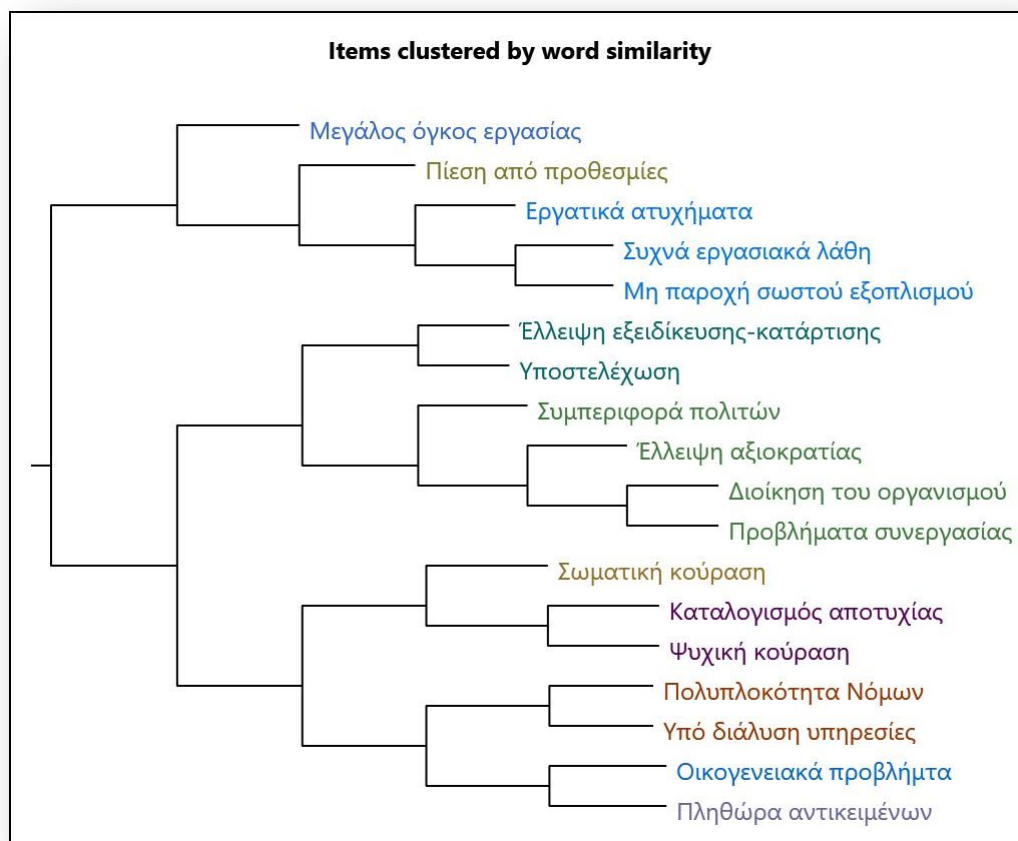 Items clustered by word similarity
Μεγάλος όγκος εργασίας
Πίεση από προθεσμίες
Εργατικά ατυχήματα
Συχνά εργασιακά λάθη
Μη παροχή σωστού εξοπλισμού
Έλλειψη εξειδίκευσης-κατάρτισης
Υποστελέχωση
Συμπεριφορά πολιτών
Έλλειψη αξιοκρατίας
Διοίκηση του οργανισμού
Προβλήματα συνεργασίας
Σωματική κούραση
Καταλογισμός αποτυχίας
Ψυχική κούραση
Πολυπλοκότητα Νόμων
Υπό διάλυση υπηρεσίες
Οικογενειακά προβλήμτα
Πληθώρα αντικειμένων